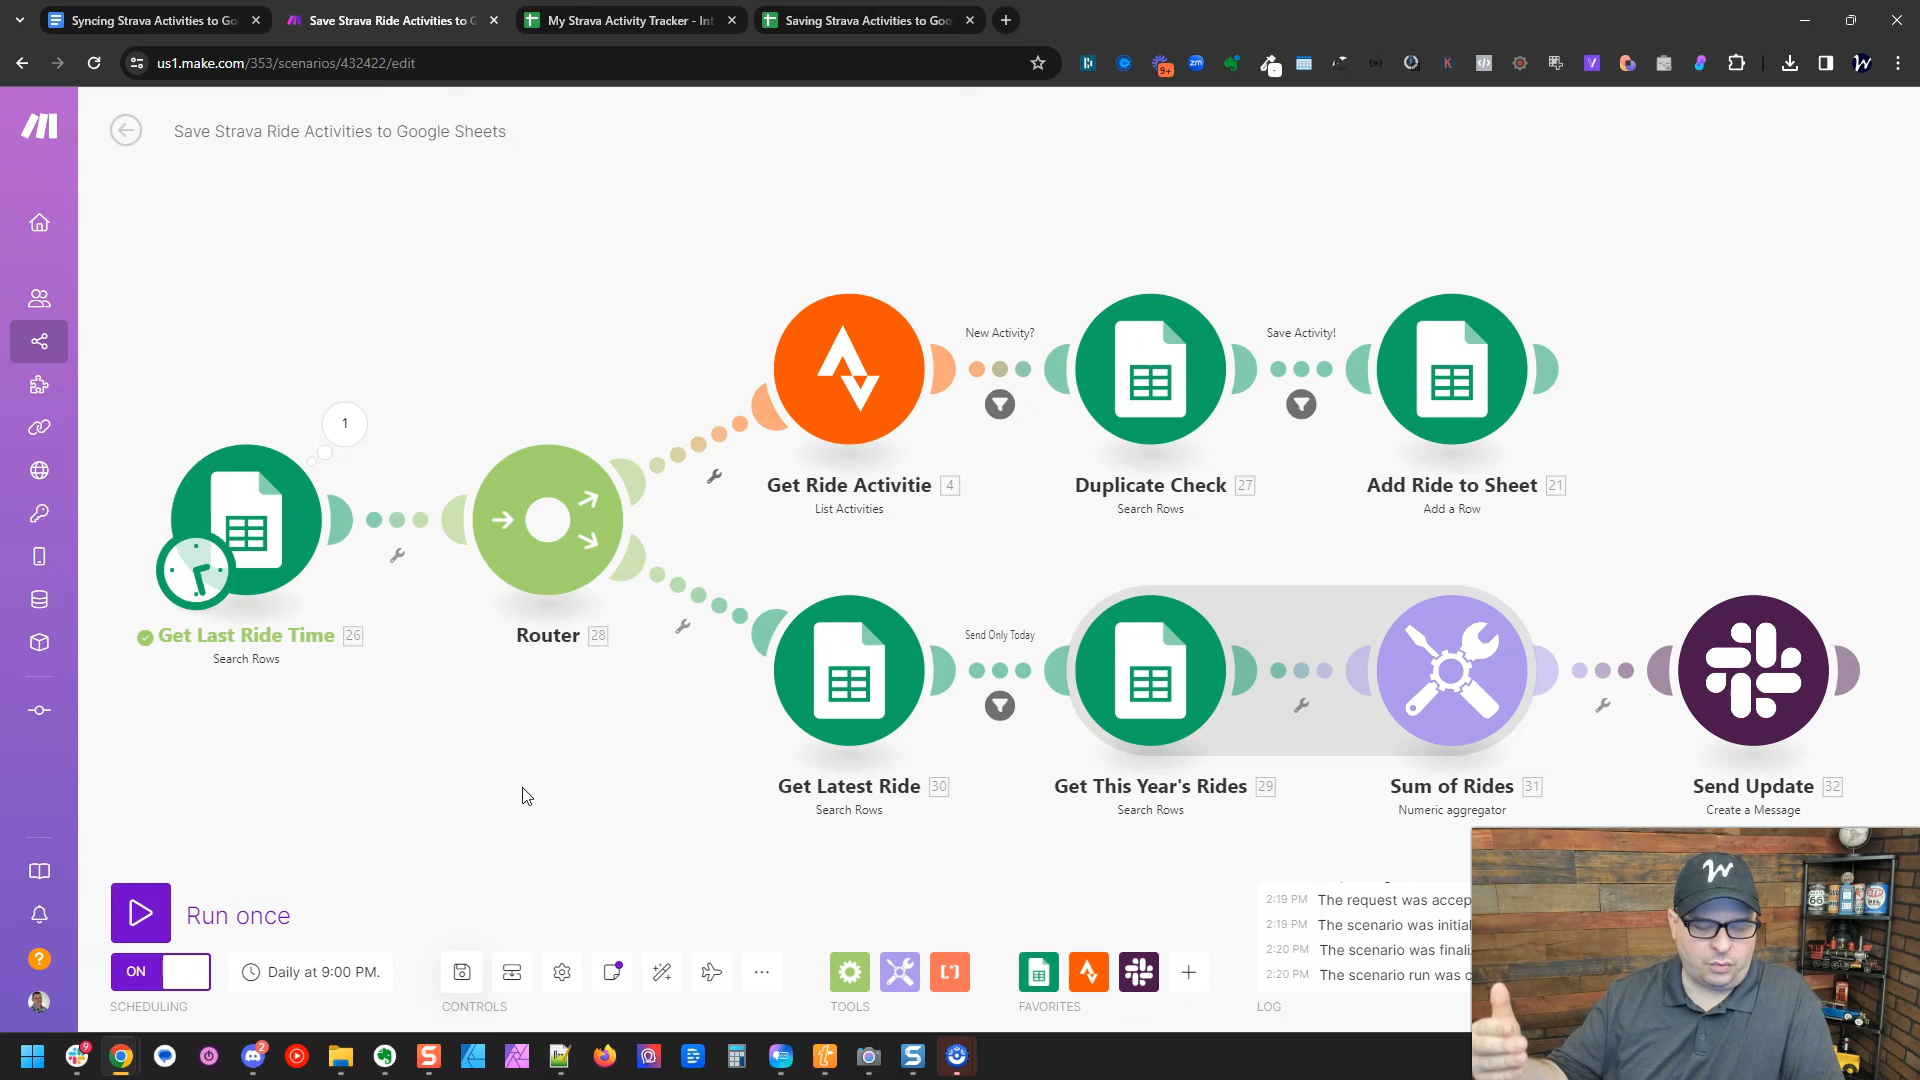 Syncing Strava Activities to Go
Save Strava Ride Activities to G
My Strava Activity Tracker - In
Saving Strava Activities to Goo
us1.make.com/353/scenarios/432422/edit
9+
zm
K
V
Save Strava Ride Activities to Google Sheets
New Activity?
Save Activity!
1
Get Ride Activitie 4
List Activities
Duplicate Check 27
Search Rows
Add Ride to Sheet 21
Add a Row
Get Last Ride Time 26
Search Rows
Router 28
Send Only Today
Get Latest Ride 30
Search Rows
Get This Year's Rides 29
Search Rows
Sum of Rides 31
Numeric aggregator
Send Update 32
Create a Message
Run once
2:19 PM The request was accep
2:19 PM The scenario was initial
2:20 PM The scenario was finali
2:20 PM The scenario run was c
ON
Daily at 9:00 PM.
SCHEDULING
CONTROLS
TOOLS
FAVORITES
LOG
?
9
2
66